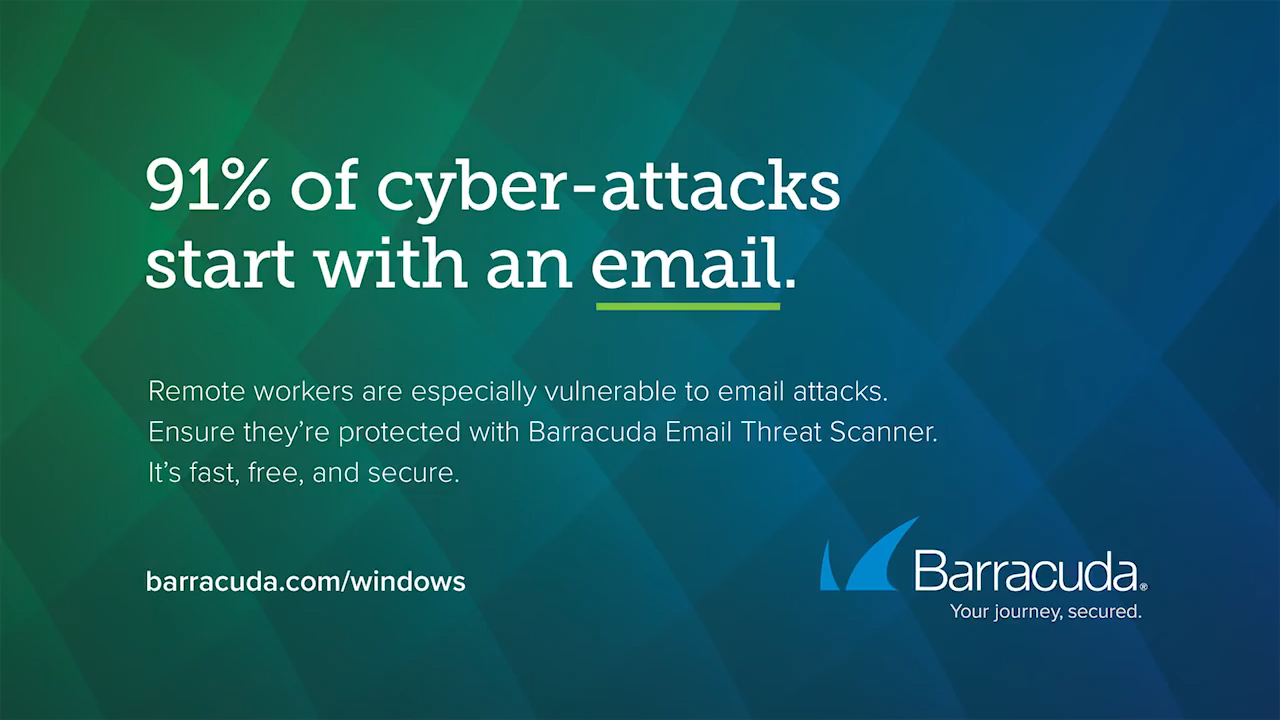 91% of cyber-attacks
start with an email.
Remote workers are especially vulnerable to email attacks.
Ensure they’re protected with Barracuda Email Threat Scanner.
It’s fast, free, and secure.
barracuda.com/windows
Barracuda®
Your journey, secured.